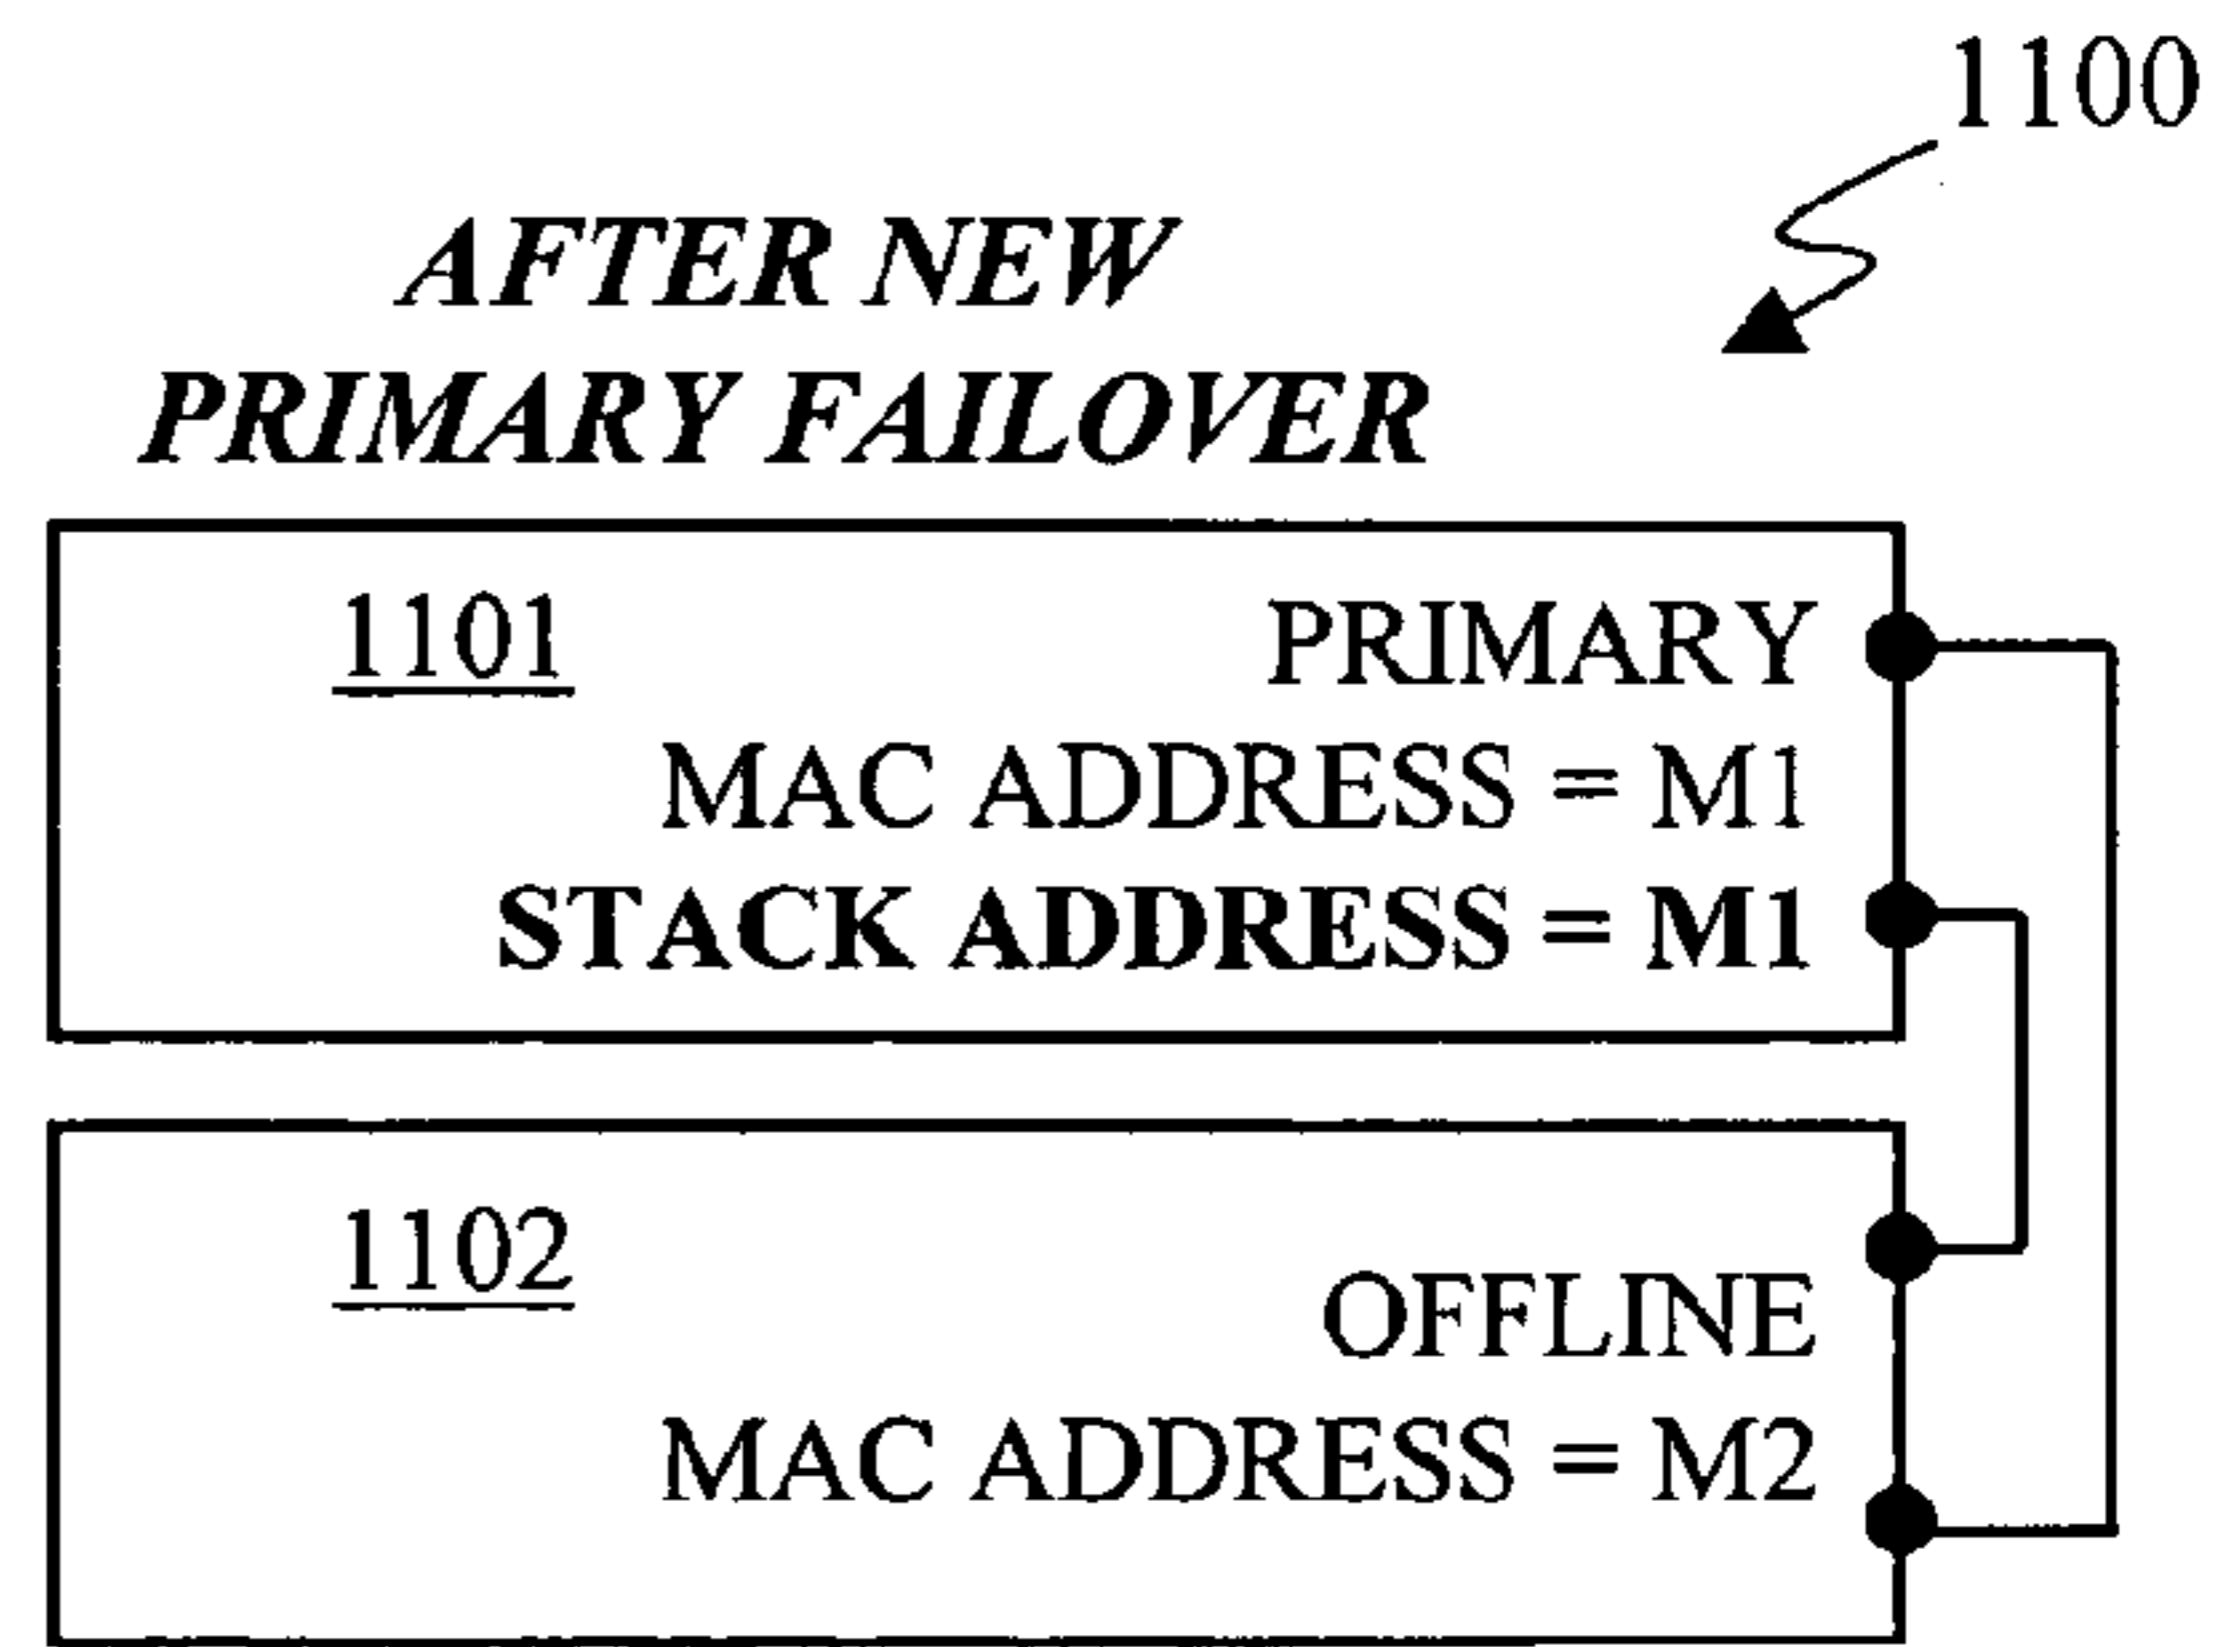 1100
AFTER NEW
PRIMARY FAILOVER
1101 PRIMARY
MAC ADDRESS = M1
STACK ADDRESS = M1
1102
OFFLINE
MAC ADDRESS = M2